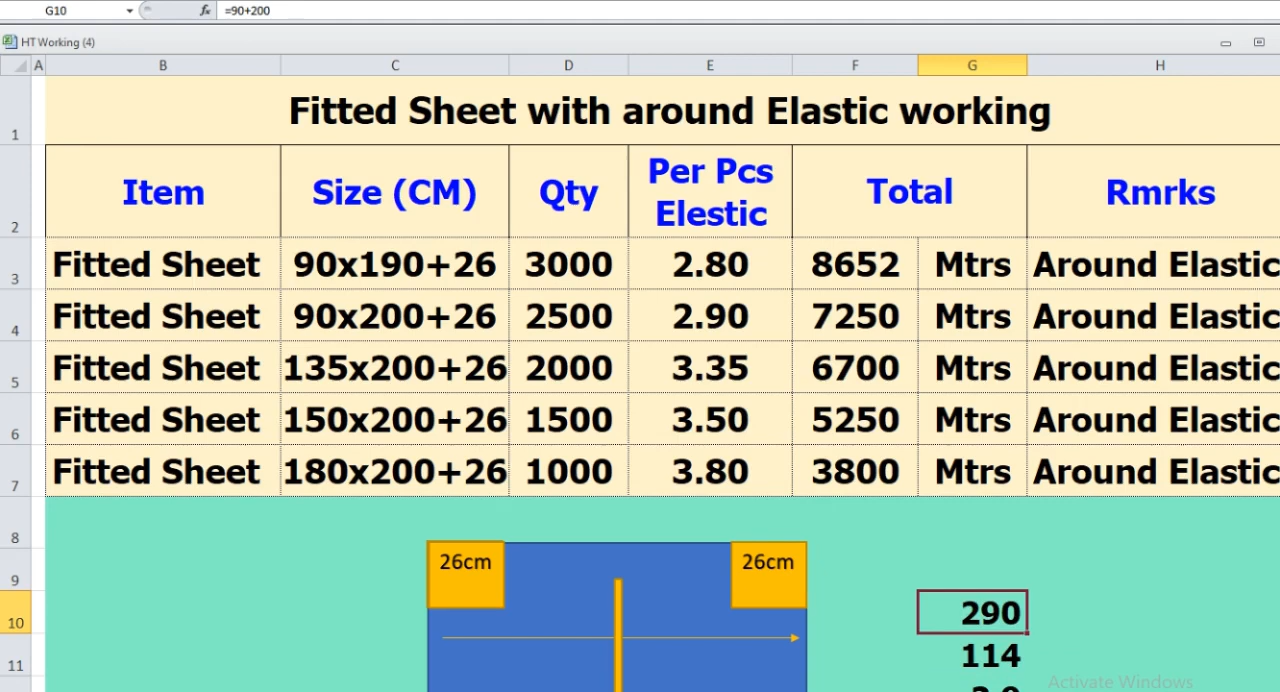 G10 fx =90+200
HT Working (4)
A B C D E F G H
1 Fitted Sheet with around Elastic working
2 Item Size (CM) Qty Per Pcs Elestic Total Rmrks
3 Fitted Sheet 90x190+26 3000 2.80 8652 Mtrs Around Elastic
4 Fitted Sheet 90x200+26 2500 2.90 7250 Mtrs Around Elastic
5 Fitted Sheet 135x200+26 2000 3.35 6700 Mtrs Around Elastic
6 Fitted Sheet 150x200+26 1500 3.50 5250 Mtrs Around Elastic
7 Fitted Sheet 180x200+26 1000 3.80 3800 Mtrs Around Elastic
8
9 26cm 26cm
10 290
11 114
Activate Windows